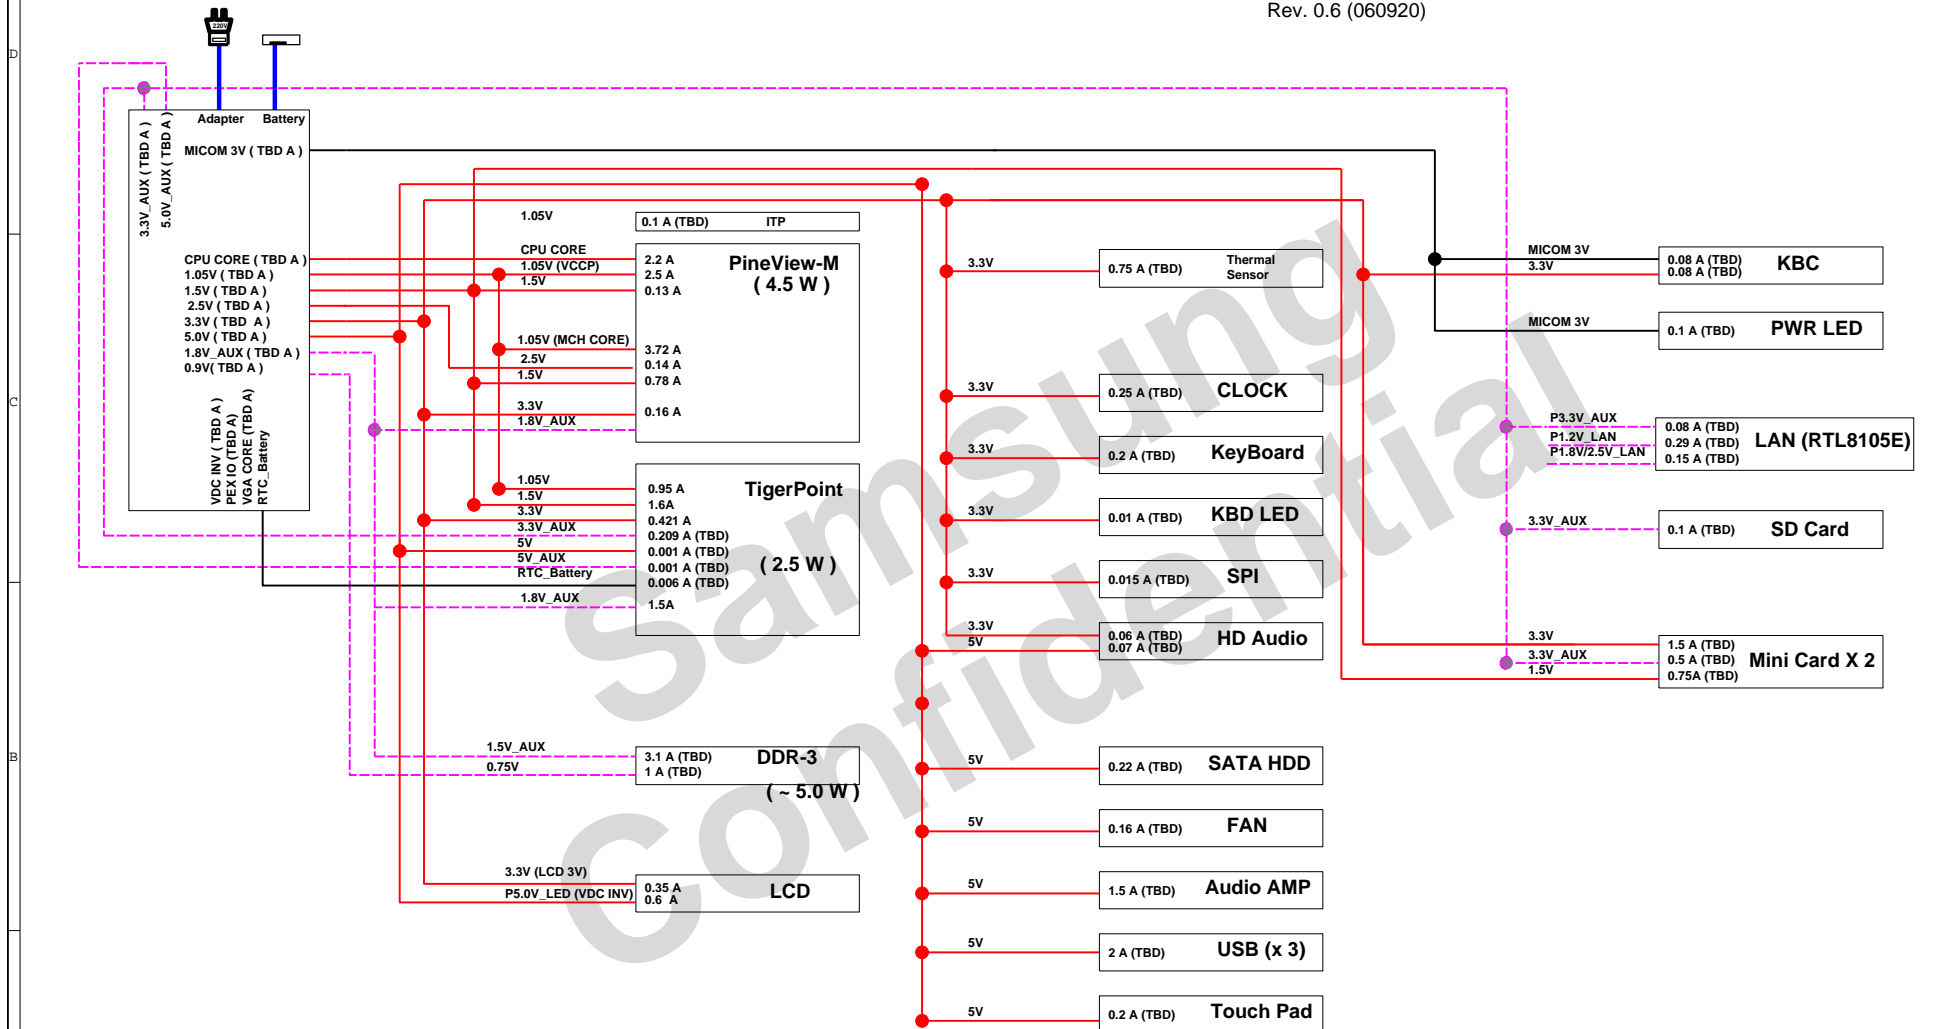 Rev. 0.6 (060920)
D
220V
Adapter
Battery
3.3V_AUX ( TBD A )
5.0V_AUX ( TBD A )
MICOM 3V ( TBD A )
CPU CORE ( TBD A )
1.05V ( TBD A )
1.5V ( TBD A )
2.5V ( TBD A )
3.3V ( TBD A )
5.0V ( TBD A )
1.8V_AUX ( TBD A )
0.9V( TBD A )
VDC INV ( TBD A )
PEX IO (TBD A)
VGA CORE (TBD A)
RTC_Battery
C
B
1.05V
0.1 A (TBD)
ITP
CPU CORE
1.05V (VCCP)
1.5V
2.2 A
2.5 A
0.13 A
PineView-M
( 4.5 W )
1.05V (MCH CORE)
2.5V
1.5V
3.72 A
0.14 A
0.78 A
3.3V
0.16 A
1.8V_AUX
TigerPoint
( 2.5 W )
1.05V
0.95 A
1.5V
1.6A
3.3V
0.421 A
3.3V_AUX
0.209 A (TBD)
5V
0.001 A (TBD)
5V_AUX
0.001 A (TBD)
RTC_Battery
0.006 A (TBD)
1.8V_AUX
1.5A
1.5V_AUX
0.75V
3.1 A (TBD)
1 A (TBD)
DDR-3
( ~ 5.0 W )
3.3V (LCD 3V)
P5.0V_LED (VDC INV)
0.35 A
0.6 A
LCD
3.3V
0.75 A (TBD)
Thermal
Sensor
3.3V
0.25 A (TBD)
CLOCK
3.3V
0.2 A (TBD)
KeyBoard
3.3V
0.01 A (TBD)
KBD LED
3.3V
0.015 A (TBD)
SPI
3.3V
5V
0.06 A (TBD)
0.07 A (TBD)
HD Audio
5V
0.22 A (TBD)
SATA HDD
5V
0.16 A (TBD)
FAN
5V
1.5 A (TBD)
Audio AMP
5V
2 A (TBD)
USB (x 3)
5V
0.2 A (TBD)
Touch Pad
MICOM 3V
3.3V
0.08 A (TBD)
0.08 A (TBD)
KBC
MICOM 3V
0.1 A (TBD)
PWR LED
P3.3V_AUX
P1.2V_LAN
P1.8V/2.5V_LAN
0.08 A (TBD)
0.29 A (TBD)
0.15 A (TBD)
LAN (RTL8105E)
3.3V_AUX
0.1 A (TBD)
SD Card
3.3V
3.3V_AUX
1.5V
1.5 A (TBD)
0.5 A (TBD)
0.75A (TBD)
Mini Card X 2
Samsung
Confidential